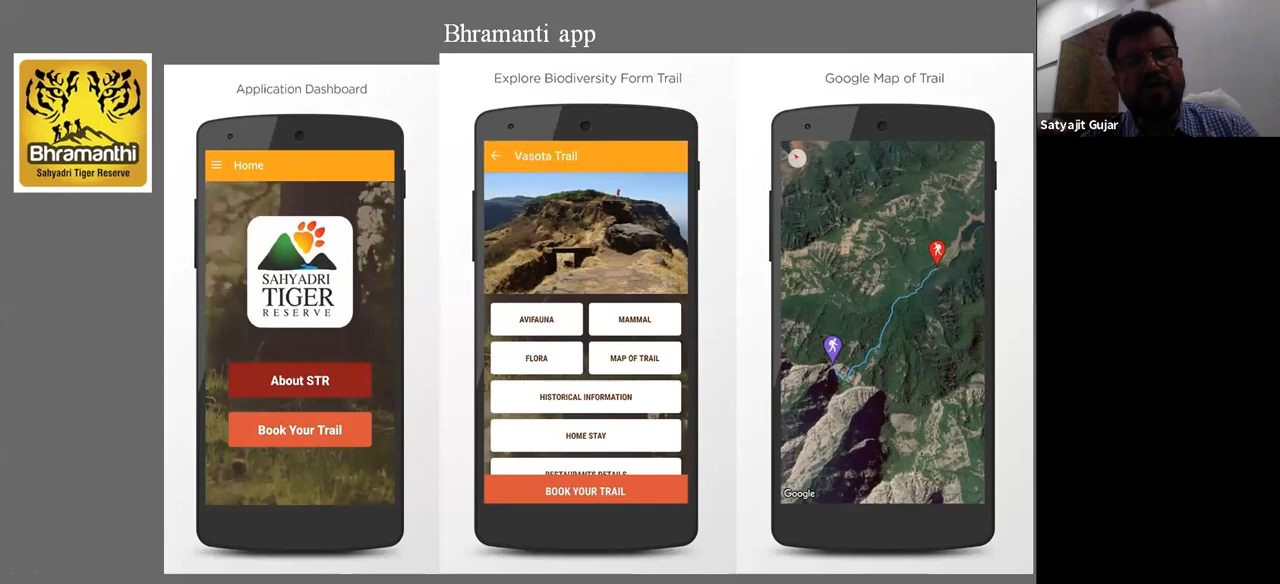 Bhramanti app
Bhramanthi
Sahyadri Tiger Reserve
Application Dashboard
Home
SAHYADRI
TIGER
RESERVE
About STR
Book Your Trail
Explore Biodiversity Form Trail
Vasota Trail
AVIFAUNA
MAMMAL
FLORA
MAP OF TRAIL
HISTORICAL INFORMATION
HOME STAY
RESTAURANTS DETAILS
BOOK YOUR TRAIL
Google Map of Trail
Google
Satyajit Gujar